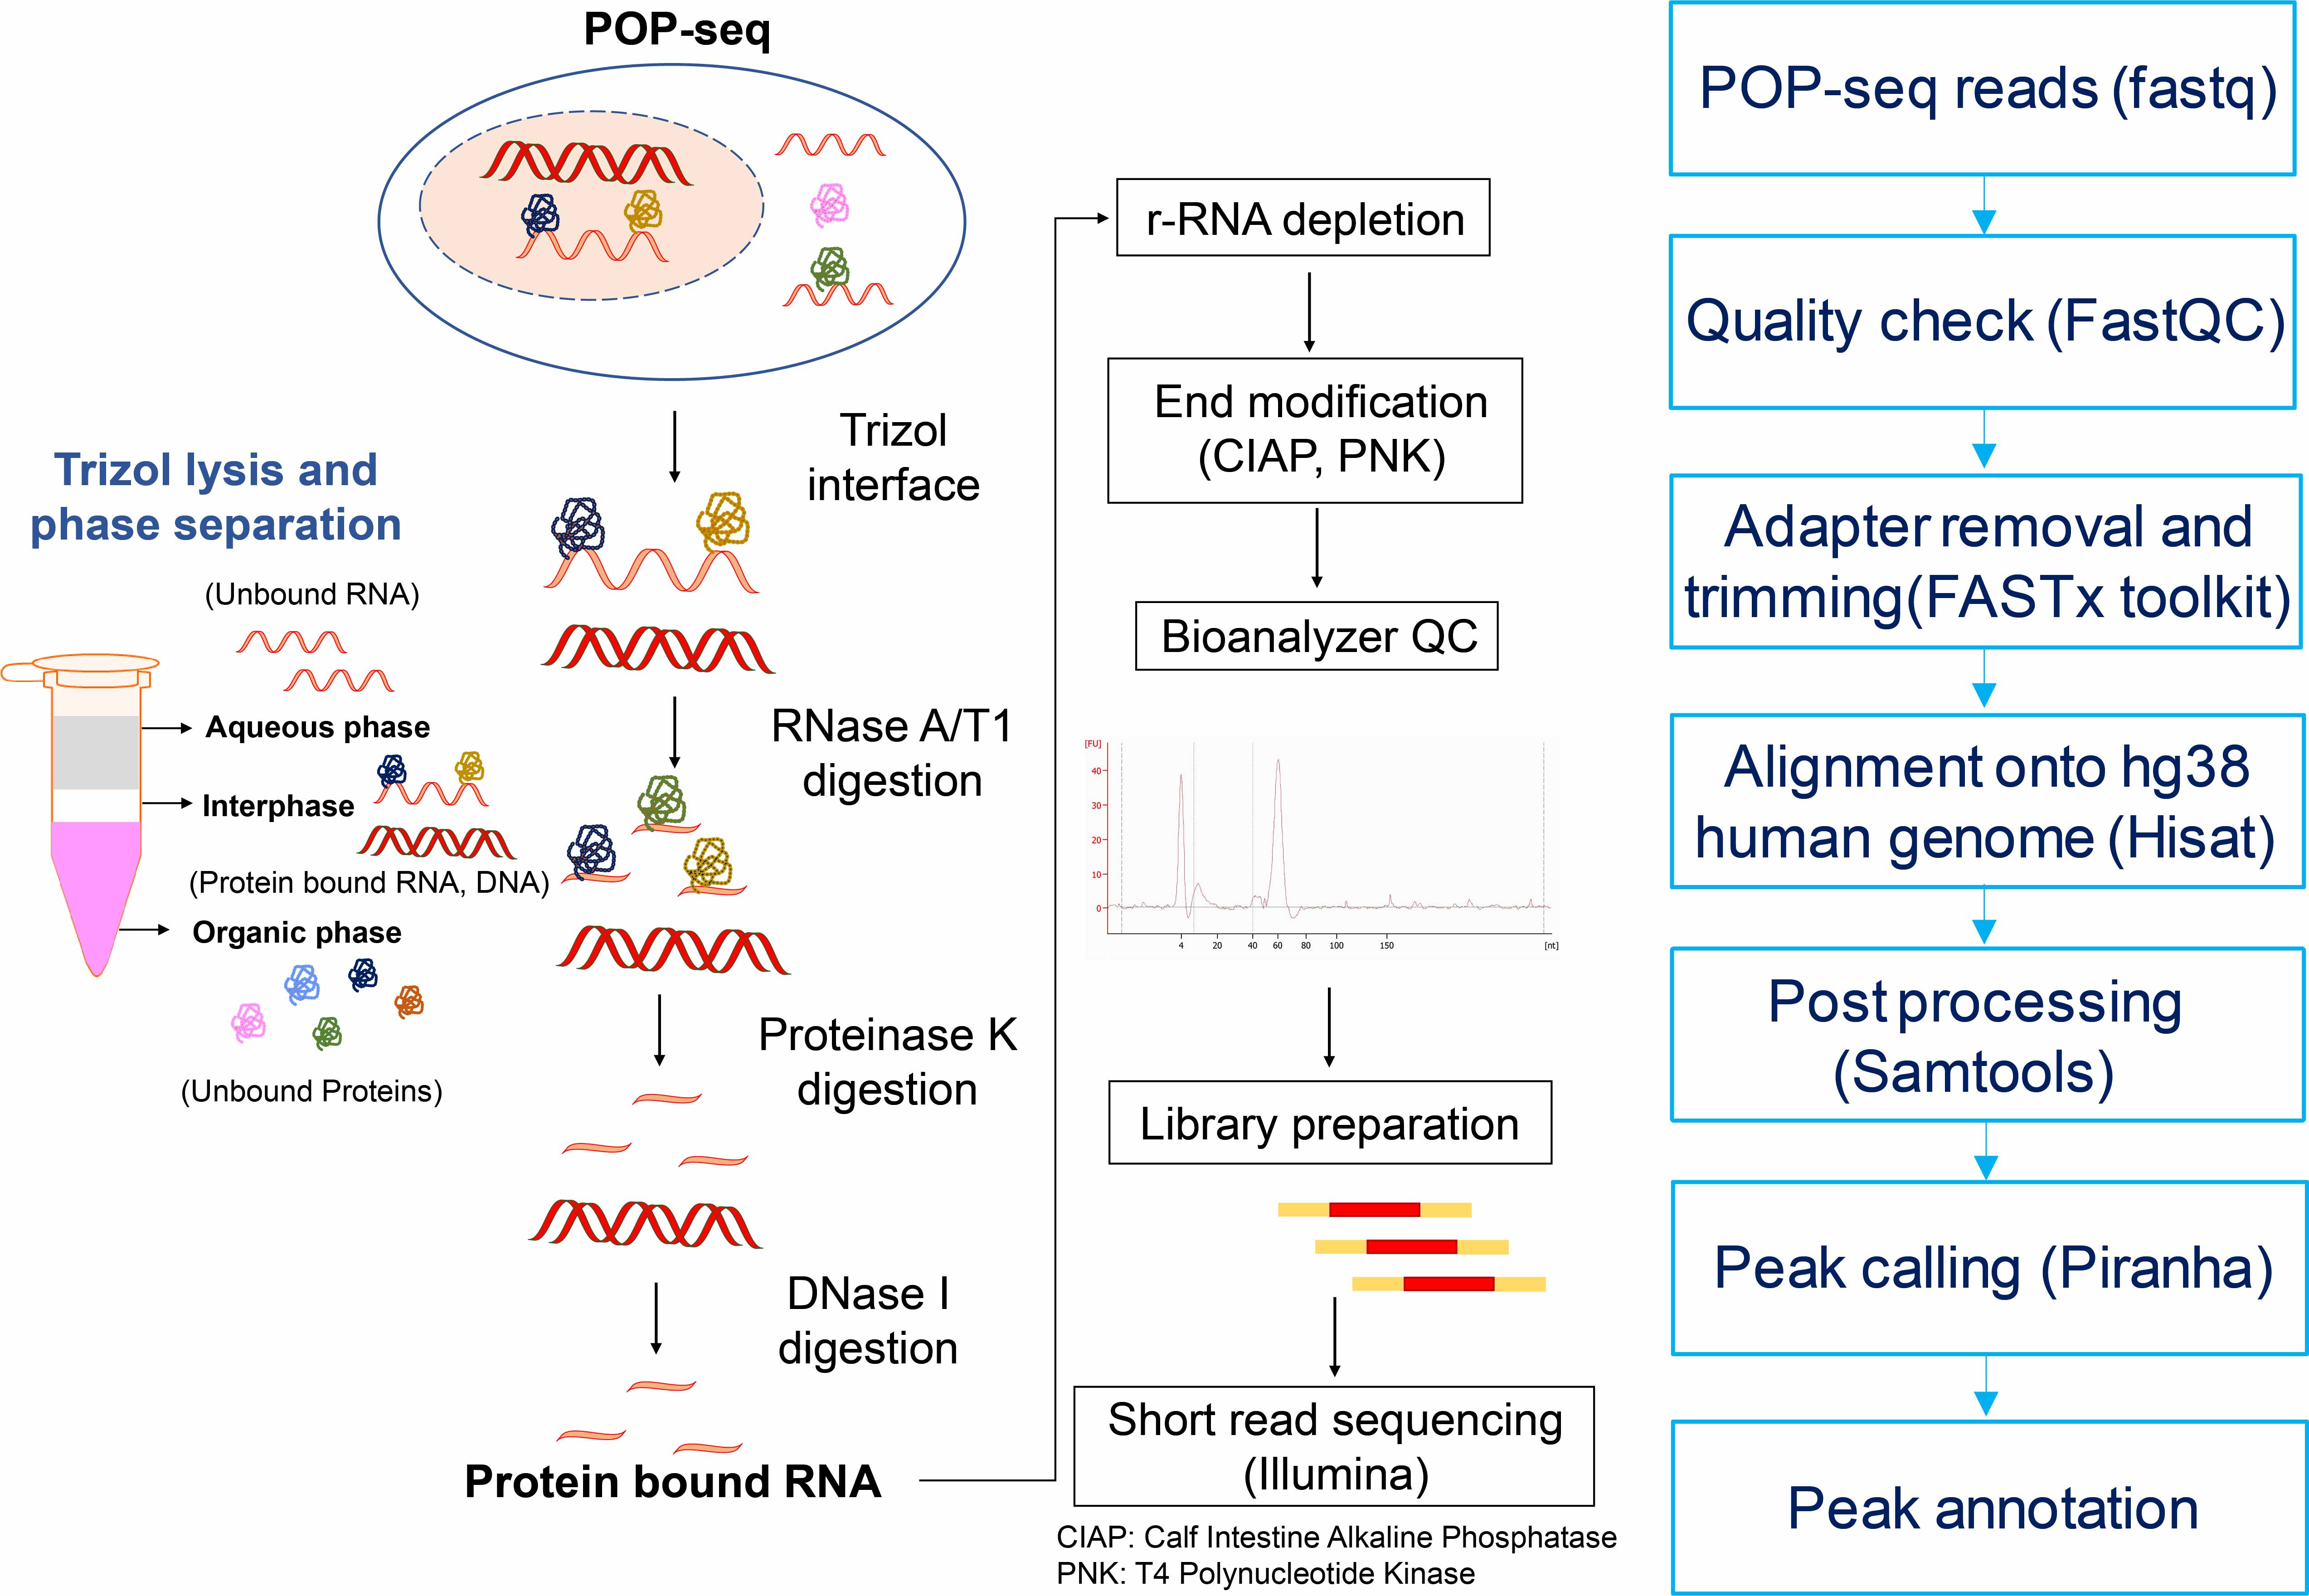 POP-seq
Trizol
interface
Trizol lysis and
phase separation
(Unbound RNA)
Aqueous phase
Interphase
(Protein bound RNA, DNA)
Organic phase
(Unbound Proteins)
RNase A/T1
digestion
Proteinase K
digestion
DNase I
digestion
Protein bound RNA
r-RNA depletion
End modification
(CIAP, PNK)
Bioanalyzer QC
[FU]
40
30
20
10
0
4 20 40 60 80 100 150 [nt]
Library preparation
Short read sequencing
(Illumina)
CIAP: Calf Intestine Alkaline Phosphatase
PNK: T4 Polynucleotide Kinase
POP-seq reads (fastq)
Quality check (FastQC)
Adapter removal and
trimming(FASTx toolkit)
Alignment onto hg38
human genome (Hisat)
Post processing
(Samtools)
Peak calling (Piranha)
Peak annotation